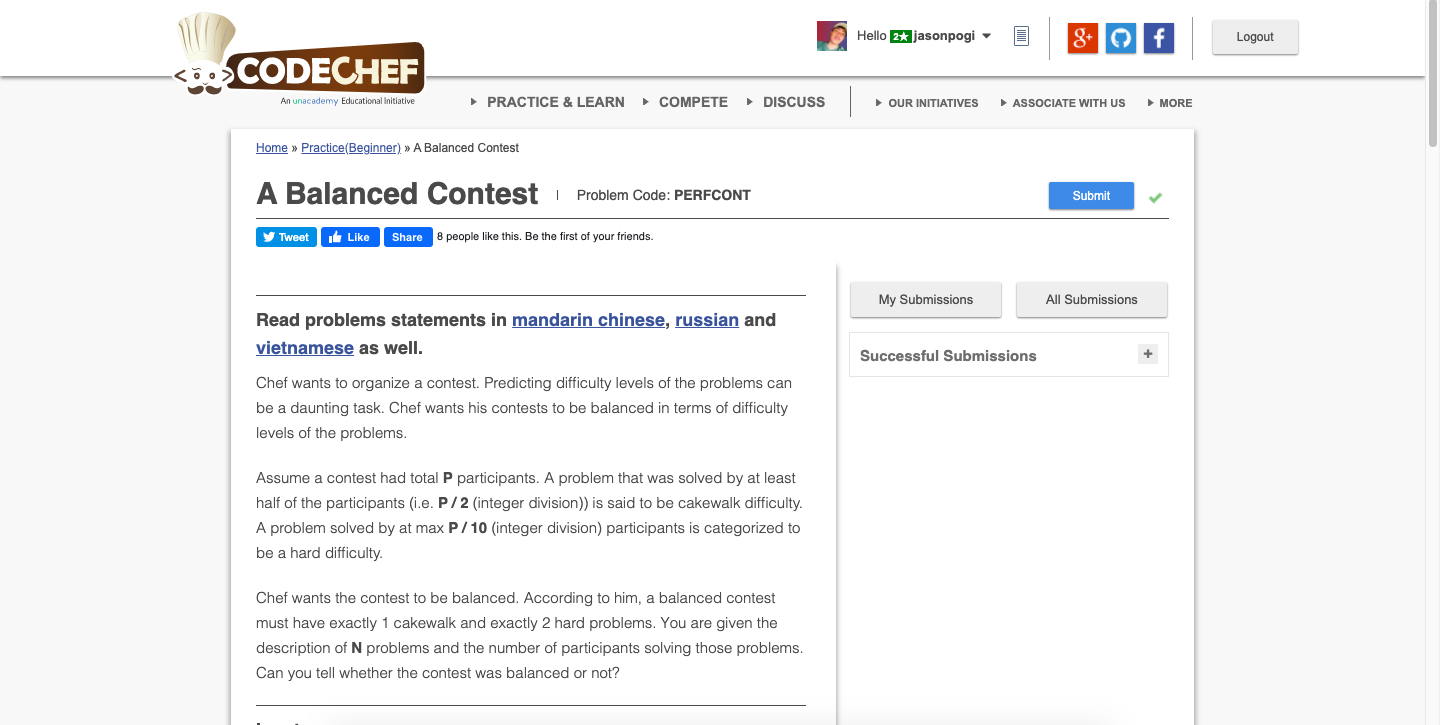 CODECHEF
An unacademy Educational Initiative
Hello 2★ jasonpogi
g+
f
Logout
PRACTICE & LEARN
COMPETE
DISCUSS
OUR INITIATIVES
ASSOCIATE WITH US
MORE
Home » Practice(Beginner) » A Balanced Contest
A Balanced Contest
Problem Code: PERFCONT
Submit
Tweet
Like
Share
8 people like this. Be the first of your friends.
Read problems statements in mandarin chinese, russian and
vietnamese as well.
Chef wants to organize a contest. Predicting difficulty levels of the problems can
be a daunting task. Chef wants his contests to be balanced in terms of difficulty
levels of the problems.
Assume a contest had total P participants. A problem that was solved by at least
half of the participants (i.e. P / 2 (integer division)) is said to be cakewalk difficulty.
A problem solved by at max P / 10 (integer division) participants is categorized to
be a hard difficulty.
Chef wants the contest to be balanced. According to him, a balanced contest
must have exactly 1 cakewalk and exactly 2 hard problems. You are given the
description of N problems and the number of participants solving those problems.
Can you tell whether the contest was balanced or not?
My Submissions
All Submissions
Successful Submissions
+